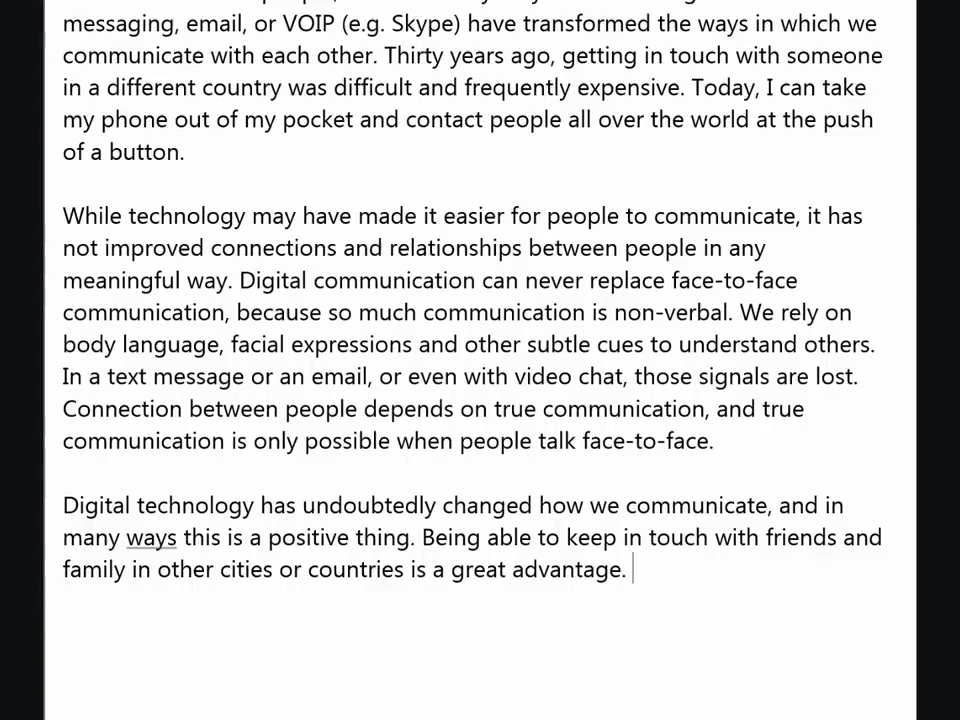 messaging, email, or VOIP (e.g. Skype) have transformed the ways in which we
communicate with each other. Thirty years ago, getting in touch with someone
in a different country was difficult and frequently expensive. Today, I can take
my phone out of my pocket and contact people all over the world at the push
of a button.
While technology may have made it easier for people to communicate, it has
not improved connections and relationships between people in any
meaningful way. Digital communication can never replace face-to-face
communication, because so much communication is non-verbal. We rely on
body language, facial expressions and other subtle cues to understand others.
In a text message or an email, or even with video chat, those signals are lost.
Connection between people depends on true communication, and true
communication is only possible when people talk face-to-face.
Digital technology has undoubtedly changed how we communicate, and in
many ways this is a positive thing. Being able to keep in touch with friends and
family in other cities or countries is a great advantage.